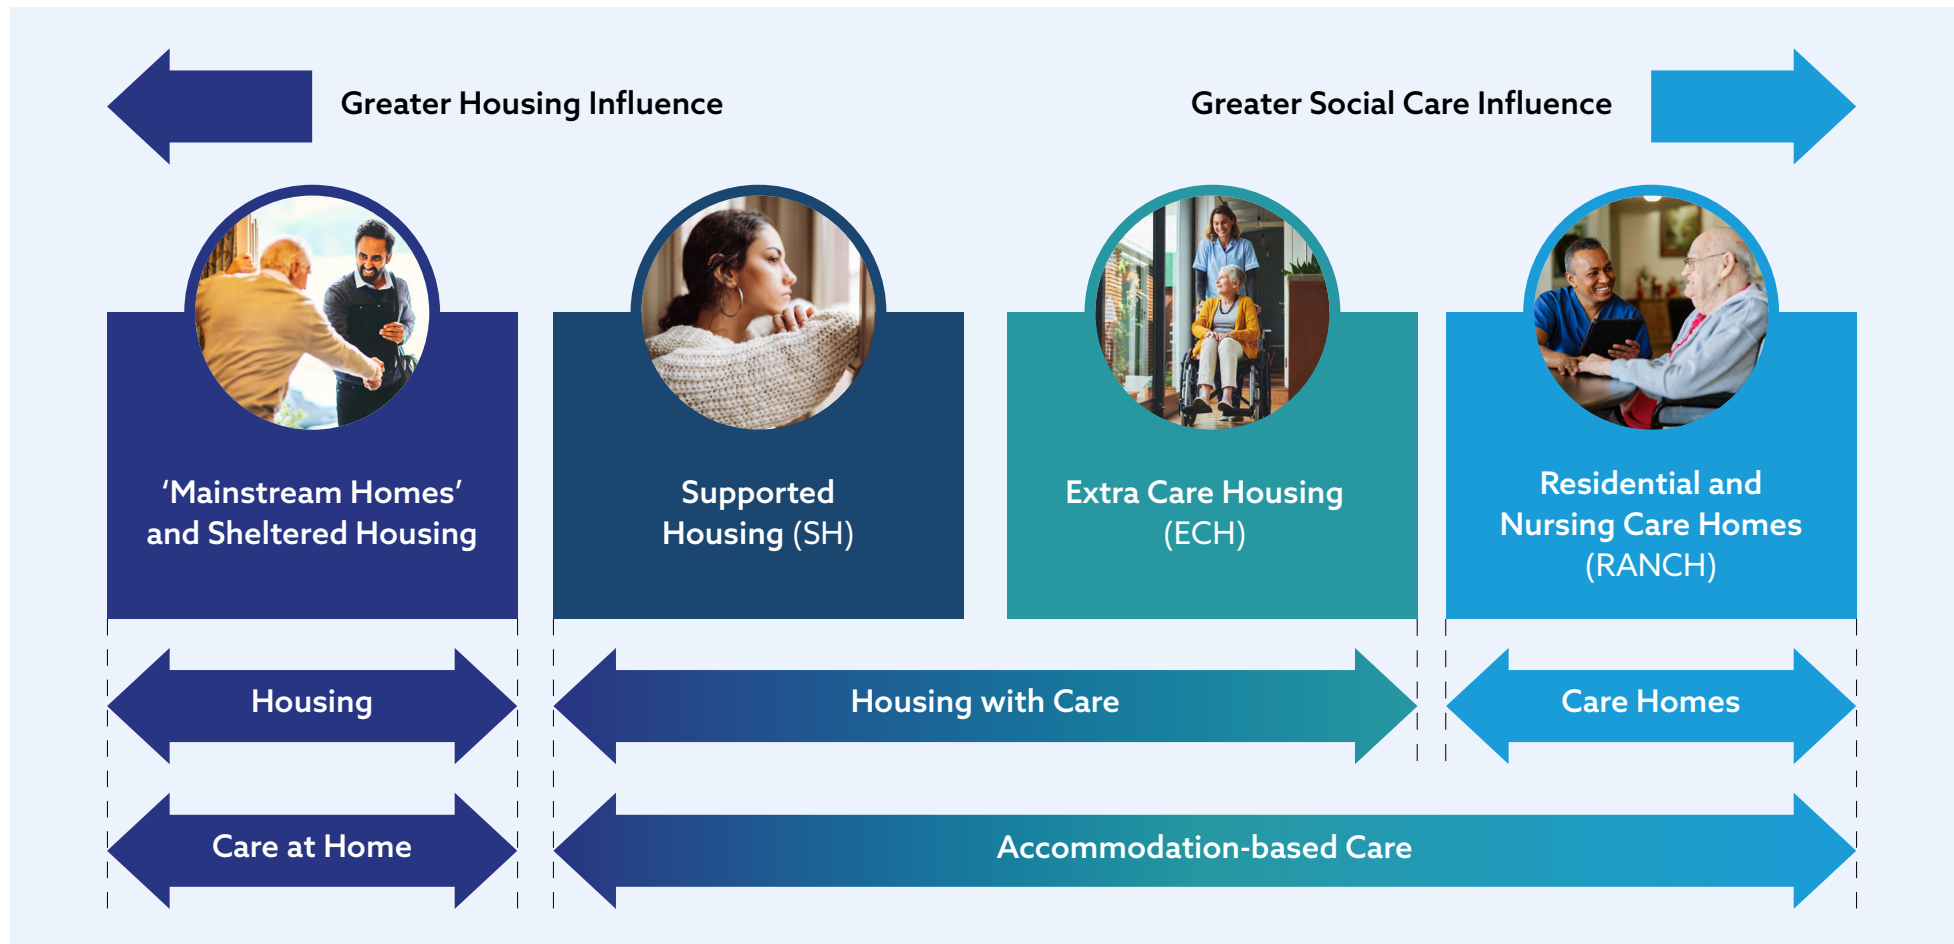 Greater Housing Influence
Greater Social Care Influence
‘Mainstream Homes’
and Sheltered Housing
Supported
Housing (SH)
Extra Care Housing
(ECH)
Residential and
Nursing Care Homes
(RANCH)
Housing
Housing with Care
Care Homes
Care at Home
Accommodation-based Care